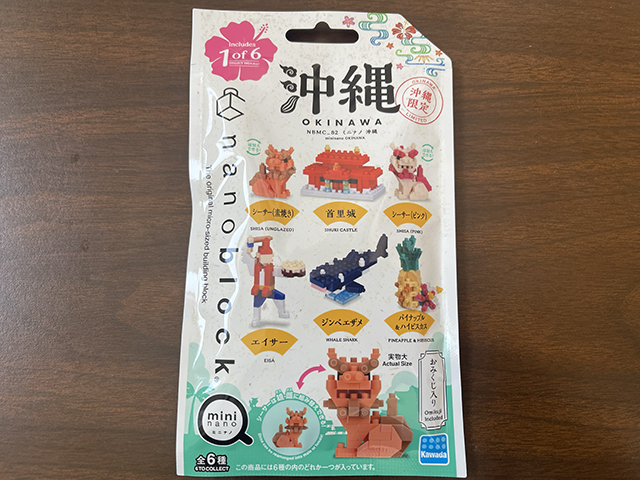 Includes
1 of 6
沖縄
OKINAWA
NBMC_82 ミニナノ 沖縄
mininano OKINAWA
OKINAWA
沖縄
限定
LIMITED
nanoblock®
The original micro-sized building block
シーサー(素焼き)
SHISA (UNGLAZED)
首里城
SHURI CASTLE
シーサー(ピンク)
SHISA (PINK)
エイサー
EISA
ジンベエザメ
WHALE SHARK
パイナップル
&ハイビスカス
PINEAPPLE & HIBISCUS
実物大
Actual Size
おみくじ入り
Omikuji
Included
mini
nano
ミニナノ
全6種
6 TO COLLECT
この商品には6種の内のどれか一つが入っています。
Kawada